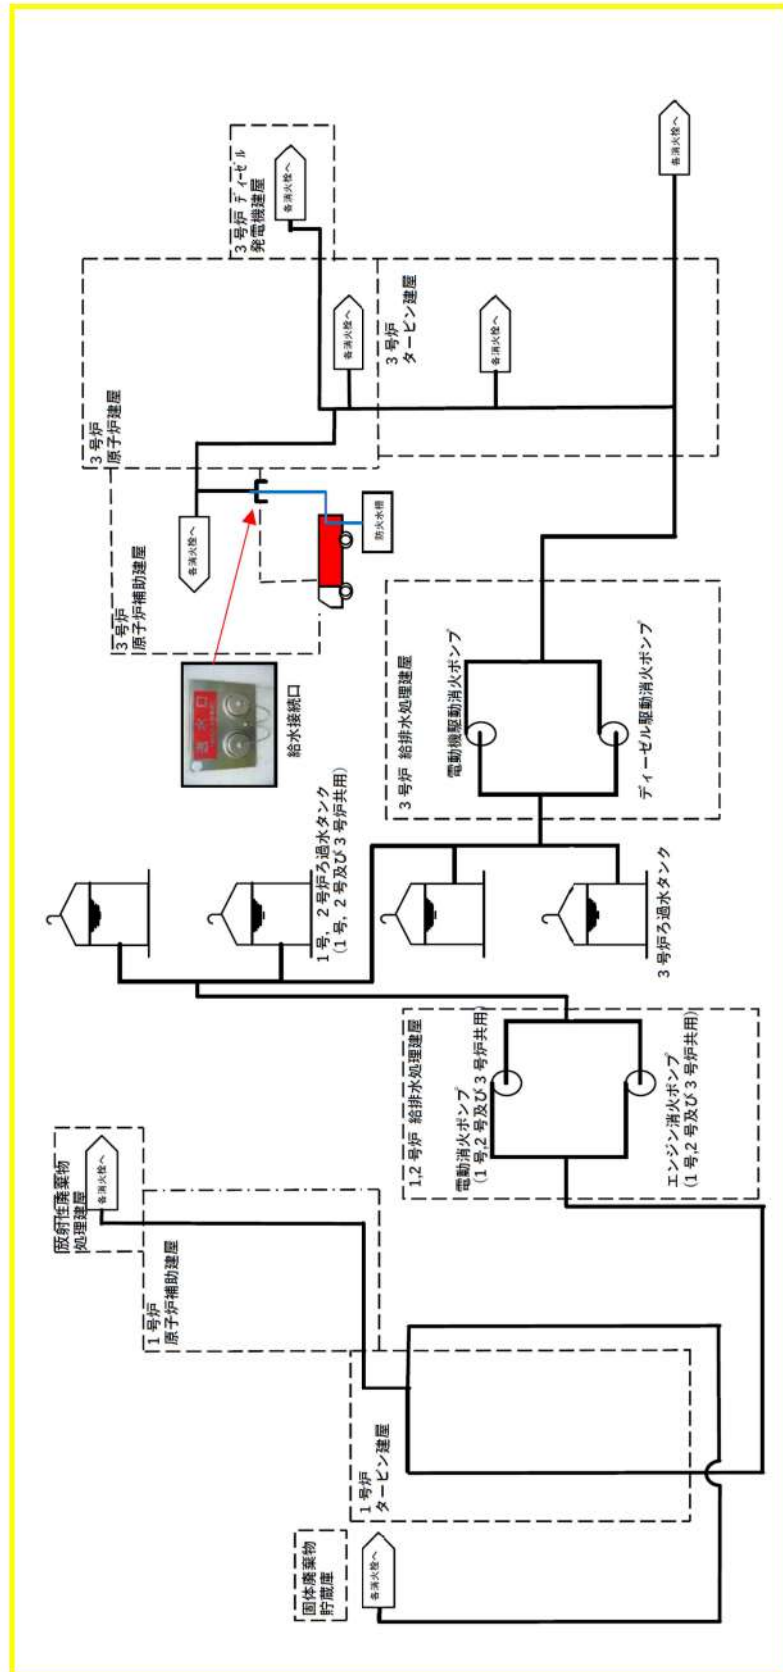 放射性廃棄物
処理建屋
各消火栓へ
1号炉
原子炉補助建屋
1号炉
タービン建屋
固体廃棄物
貯蔵庫
各消火栓へ
1,2号炉 給排水処理建屋
電動消火ポンプ
(1号,2号及び3号炉共用)
エンジン消火ポンプ
(1号,2号及び3号炉共用)
1号, 2号炉ろ過水タンク
(1号, 2号及び3号炉共用)
3号炉ろ過水タンク
送水口
給水接続口
3号炉 給排水処理建屋
電動機駆動消火ポンプ
ディーゼル駆動消火ポンプ
3号炉
原子炉補助建屋
各消火栓へ
防火水槽
3号炉
原子炉建屋
各消火栓へ
3号炉
タービン建屋
各消火栓へ
3号炉 ディーゼル
発電機建屋
各消火栓へ
各消火栓へ